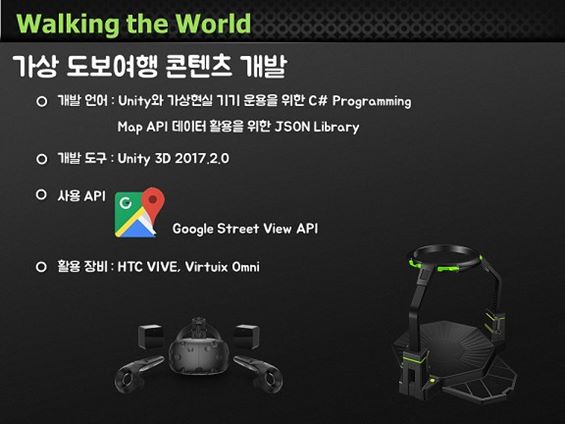 Walking the World
가상 도보여행 콘텐츠 개발
개발 언어 : Unity와 가상현실 기기 운용을 위한 C# Programming
Map API 데이터 활용을 위한 JSON Library
개발 도구 : Unity 3D 2017.2.0
사용 API
Google Street View API
활용 장비 : HTC VIVE, Virtuix Omni